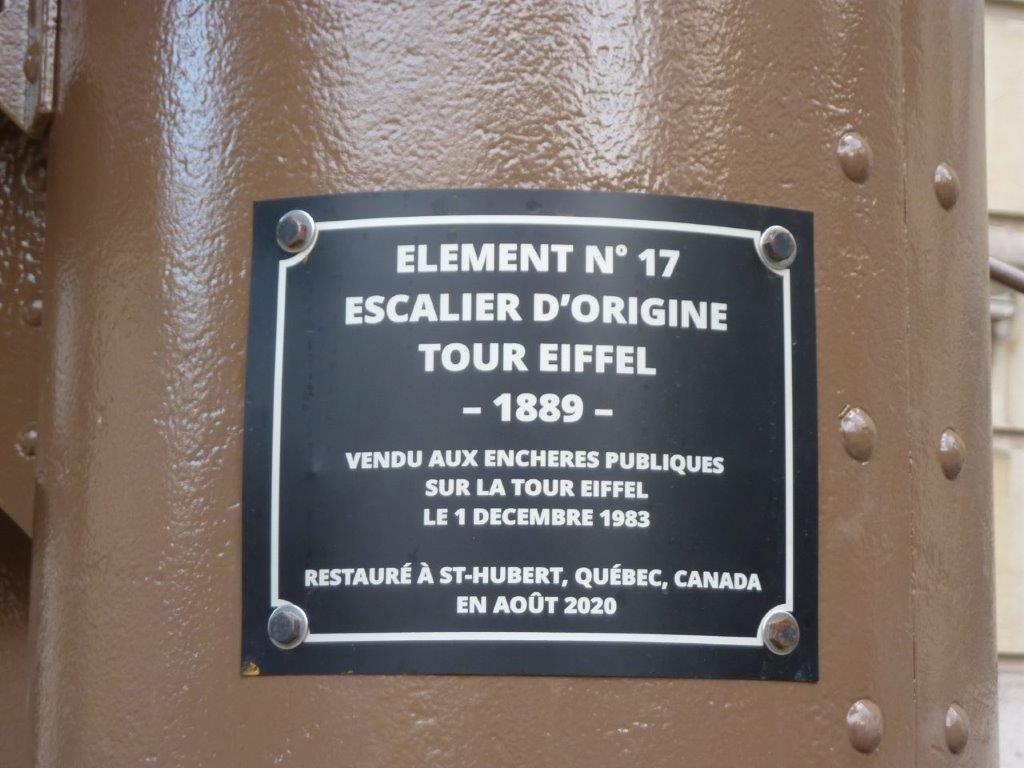 ELEMENT Nº 17
ESCALIER D’ORIGINE
TOUR EIFFEL
– 1889 –
VENDU AUX ENCHERES PUBLIQUES
SUR LA TOUR EIFFEL
LE 1 DECEMBRE 1983
RESTAURÉ À ST-HUBERT, QUÉBEC, CANADA
EN AOÛT 2020